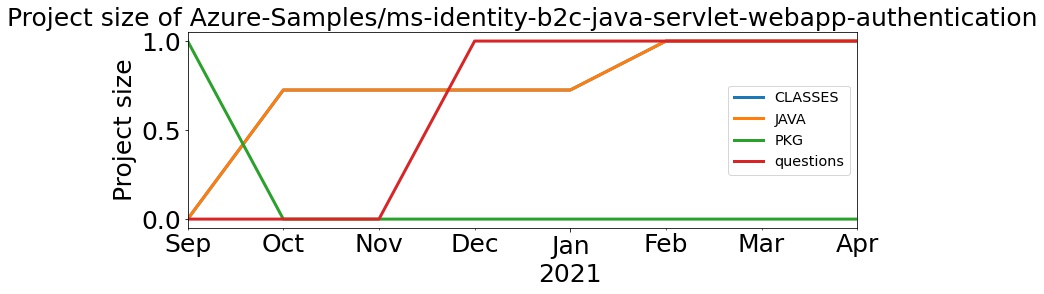 Project size of Azure-Samples/ms-identity-b2c-java-servlet-webapp-authentication
Project size
1.0
0.5
0.0
CLASSES
JAVA
PKG
questions
Sep Oct Nov Dec Jan Feb Mar Apr
2021